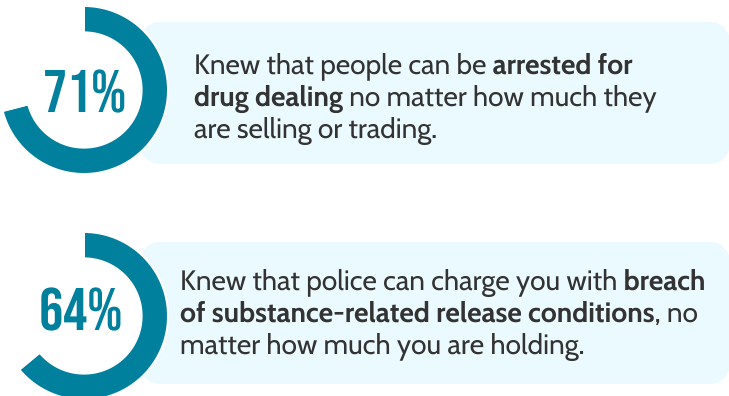 71%
Knew that people can be arrested for
drug dealing no matter how much they
are selling or trading.
64%
Knew that police can charge you with breach
of substance-related release conditions, no
matter how much you are holding.